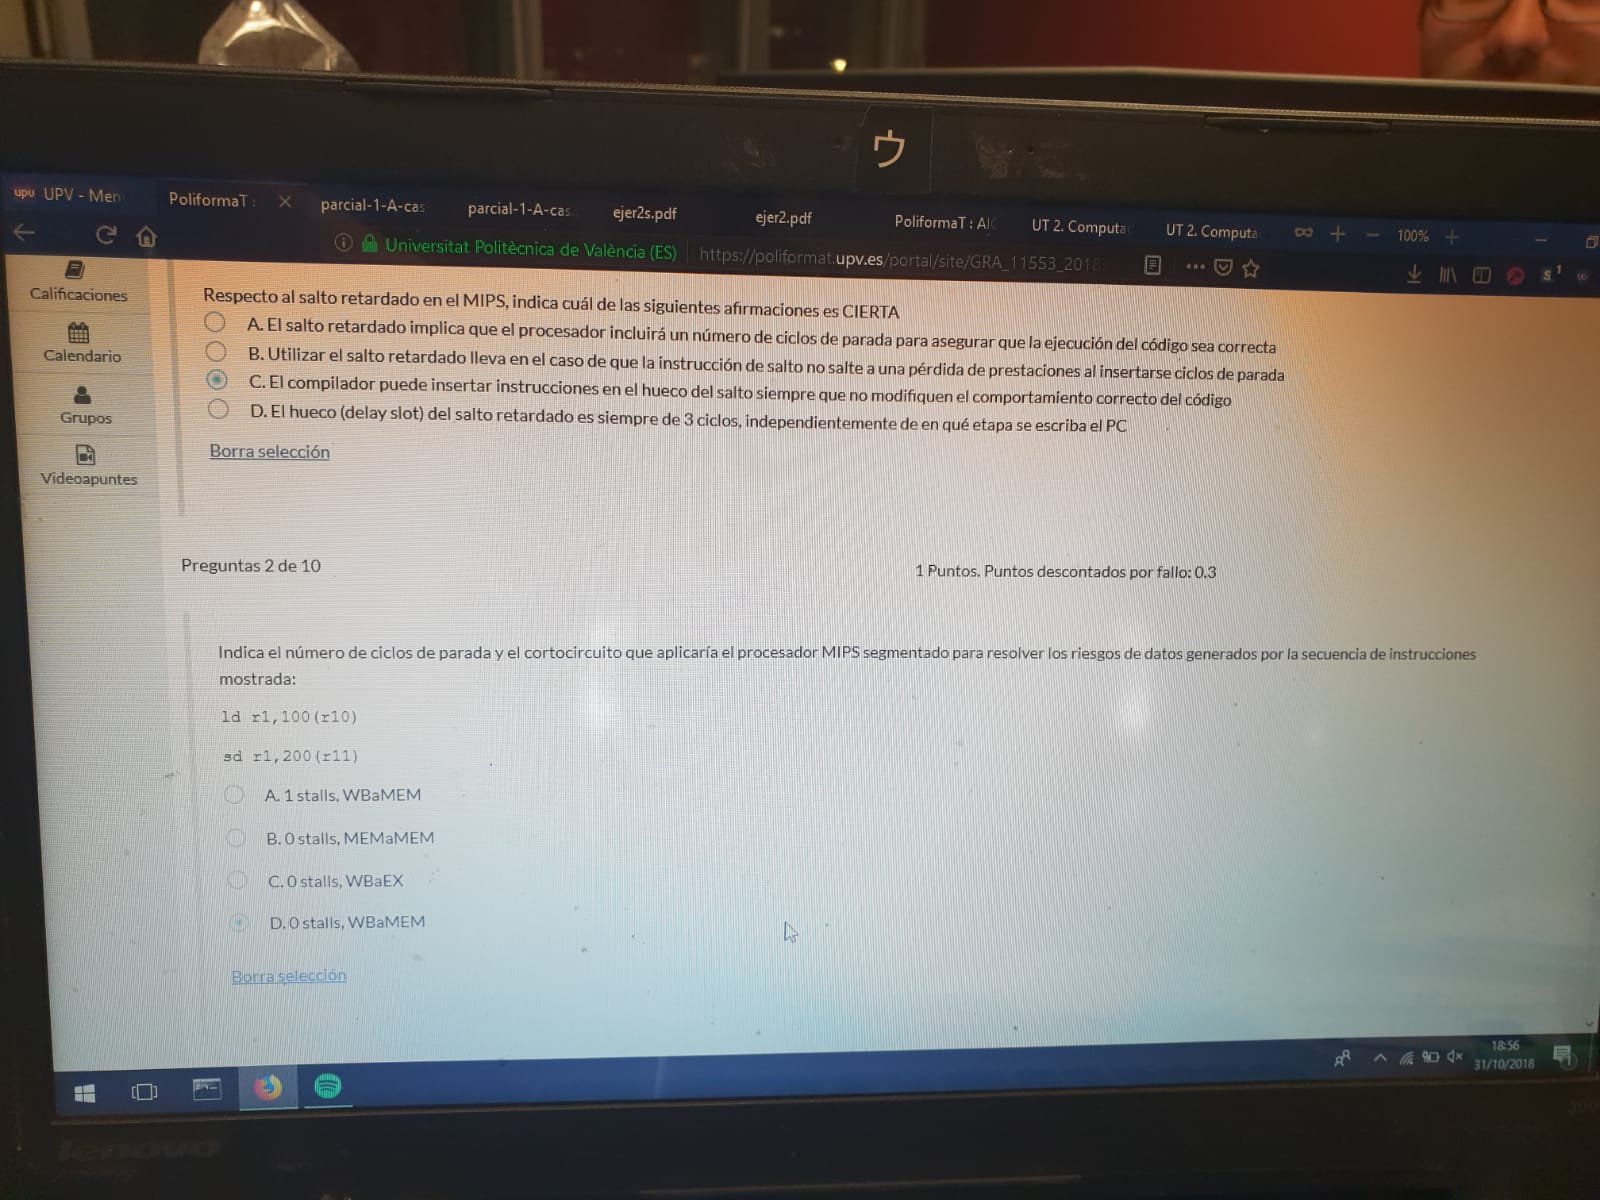 ウ
upv UPV - Men
PoliformaT :
parcial-1-A-cas
parcial-1-A-cas.
ejer2s.pdf
ejer2.pdf
PoliformaT : AIC
UT 2. Computa
UT 2. Computa
100%
Universitat Politècnica de València (ES)
https://poliformat.upv.es/portal/site/GRA_11553_2018
Calificaciones
Calendario
Grupos
Videoapuntes
Respecto al salto retardado en el MIPS, indica cuál de las siguientes afirmaciones es CIERTA
A. El salto retardado implica que el procesador incluirá un número de ciclos de parada para asegurar que la ejecución del código sea correcta
B. Utilizar el salto retardado lleva en el caso de que la instrucción de salto no salte a una pérdida de prestaciones al insertarse ciclos de parada
C. El compilador puede insertar instrucciones en el hueco del salto siempre que no modifiquen el comportamiento correcto del código
D. El hueco (delay slot) del salto retardado es siempre de 3 ciclos, independientemente de en qué etapa se escriba el PC
Borra selección
Preguntas 2 de 10
1 Puntos. Puntos descontados por fallo: 0.3
Indica el número de ciclos de parada y el cortocircuito que aplicaría el procesador MIPS segmentado para resolver los riesgos de datos generados por la secuencia de instrucciones
mostrada:
ld r1,100(r10)
sd r1,200(r11)
A. 1 stalls, WBaMEM
B. 0 stalls, MEMaMEM
C. 0 stalls, WBaEX
D. 0 stalls, WBaMEM
Borra selección
18:56
31/10/2018
lenovo